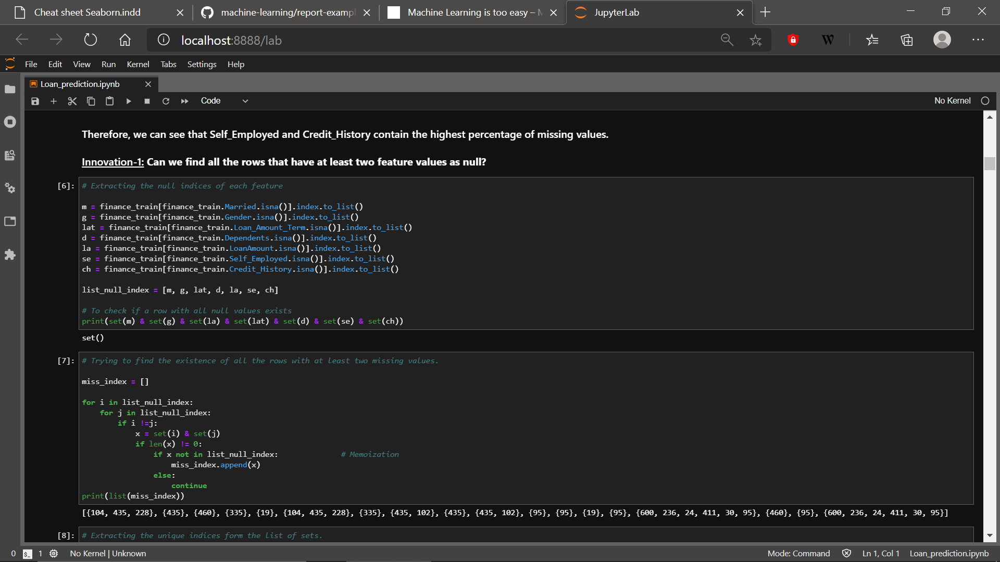 Cheat sheet Seaborn.indd
machine-learning/report-exampl
Machine Learning is too easy –
JupyterLab
localhost:8888/lab
W
File Edit View Run Kernel Tabs Settings Help
Loan_prediction.ipynb
Code
No Kernel
Therefore, we can see that Self_Employed and Credit_History contain the highest percentage of missing values.
Innovation-1: Can we find all the rows that have at least two feature values as null?
[6]: # Extracting the null indices of each feature
m = finance_train[finance_train.Married.isna()].index.to_list()
g = finance_train[finance_train.Gender.isna()].index.to_list()
lat = finance_train[finance_train.Loan_Amount_Term.isna()].index.to_list()
d = finance_train[finance_train.Dependents.isna()].index.to_list()
la = finance_train[finance_train.LoanAmount.isna()].index.to_list()
se = finance_train[finance_train.Self_Employed.isna()].index.to_list()
ch = finance_train[finance_train.Credit_History.isna()].index.to_list()
list_null_index = [m, g, lat, d, la, se, ch]
# To check if a row with all null values exists
print(set(m) & set(g) & set(la) & set(lat) & set(d) & set(se) & set(ch))
set()
[7]: # Trying to find the existence of all the rows with at least two missing values.
miss_index = []
for i in list_null_index:
for j in list_null_index:
if i !=j:
x = set(i) & set(j)
if len(x) != 0:
if x not in list_null_index: # Memoization
miss_index.append(x)
else:
continue
print(list(miss_index))
[{104, 435, 228}, {435}, {460}, {335}, {19}, {104, 435, 228}, {335}, {435, 102}, {435}, {435, 102}, {95}, {95}, {19}, {95}, {600, 236, 24, 411, 30, 95}, {460}, {95}, {600, 236, 24, 411, 30, 95}]
[8]: # Extracting the unique indices form the list of sets.
0 $_ 1 No Kernel | Unknown
Mode: Command Ln 1, Col 1 Loan_prediction.ipynb